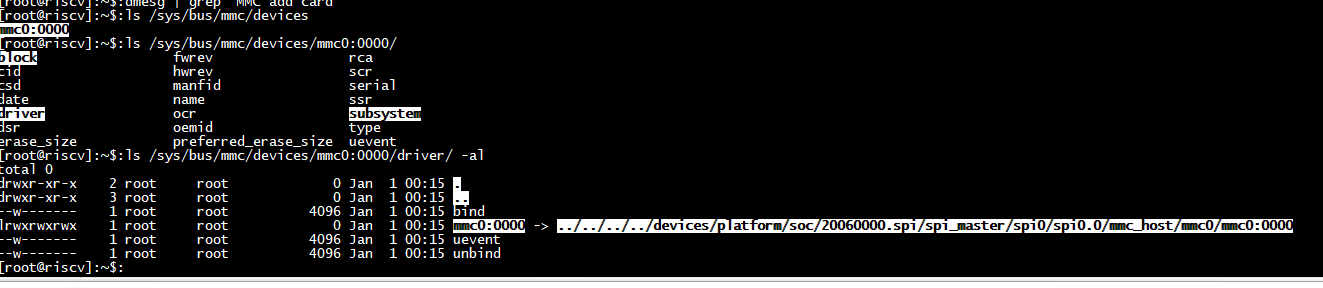 [root@riscv]:~$:dmesg | grep "MMC add card"
[root@riscv]:~$:ls /sys/bus/mmc/devices
mmc0:0000
[root@riscv]:~$:ls /sys/bus/mmc/devices/mmc0:0000/
block fwrev rca
cid hwrev scr
csd manfid serial
date name ssr
driver ocr subsystem
dsr oemid type
erase_size preferred_erase_size uevent
[root@riscv]:~$:ls /sys/bus/mmc/devices/mmc0:0000/driver/ -al
total 0
drwxr-xr-x 2 root root 0 Jan 1 00:15 .
drwxr-xr-x 3 root root 0 Jan 1 00:15 ..
--w------- 1 root root 4096 Jan 1 00:15 bind
lrwxrwxrwx 1 root root 0 Jan 1 00:15 mmc0:0000 -> ../../../../devices/platform/soc/20060000.spi/spi_master/spi0/spi0.0/mmc_host/mmc0/mmc0:0000
--w------- 1 root root 4096 Jan 1 00:15 uevent
--w------- 1 root root 4096 Jan 1 00:15 unbind
[root@riscv]:~$: